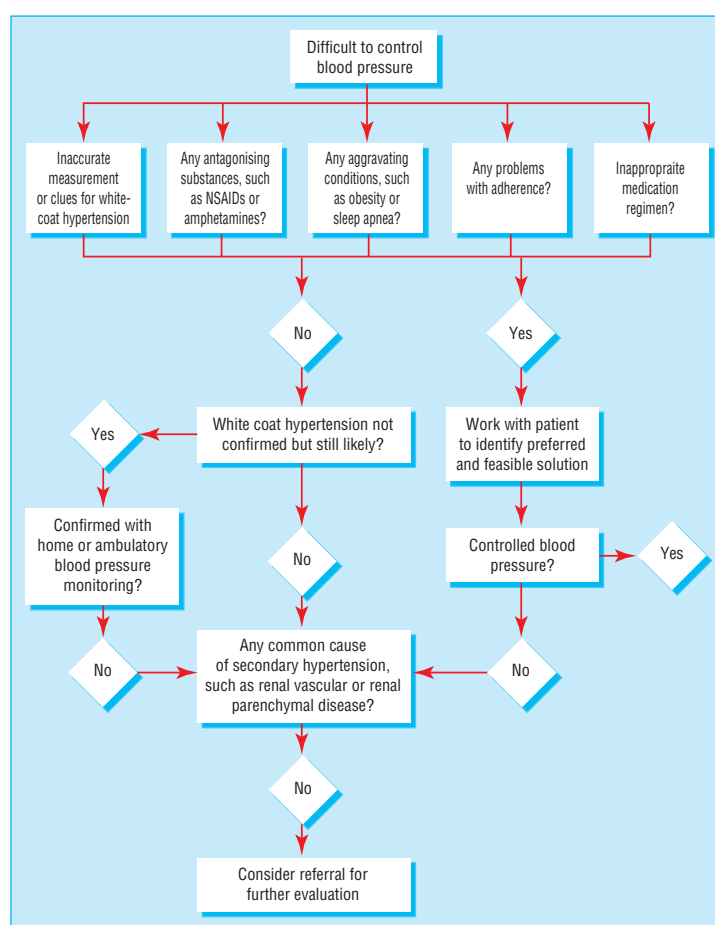 Difficult to control
blood pressure
Inaccurate
measurement
or clues for white-
coat hypertension
Any antagonising
substances, such
as NSAIDs or
amphetamines?
Any aggravating
conditions, such
as obesity or
sleep apnea?
Any problems
with adherence?
Inappropraite
medication
regimen?
No
Yes
Yes
White coat hypertension not
confirmed but still likely?
Work with patient
to identify preferred
and feasible solution
Confirmed with
home or ambulatory
blood pressure
monitoring?
No
Controlled blood
pressure?
Yes
No
Any common cause
of secondary hypertension,
such as renal vascular or renal
parenchymal disease?
No
No
Consider referral for
further evaluation